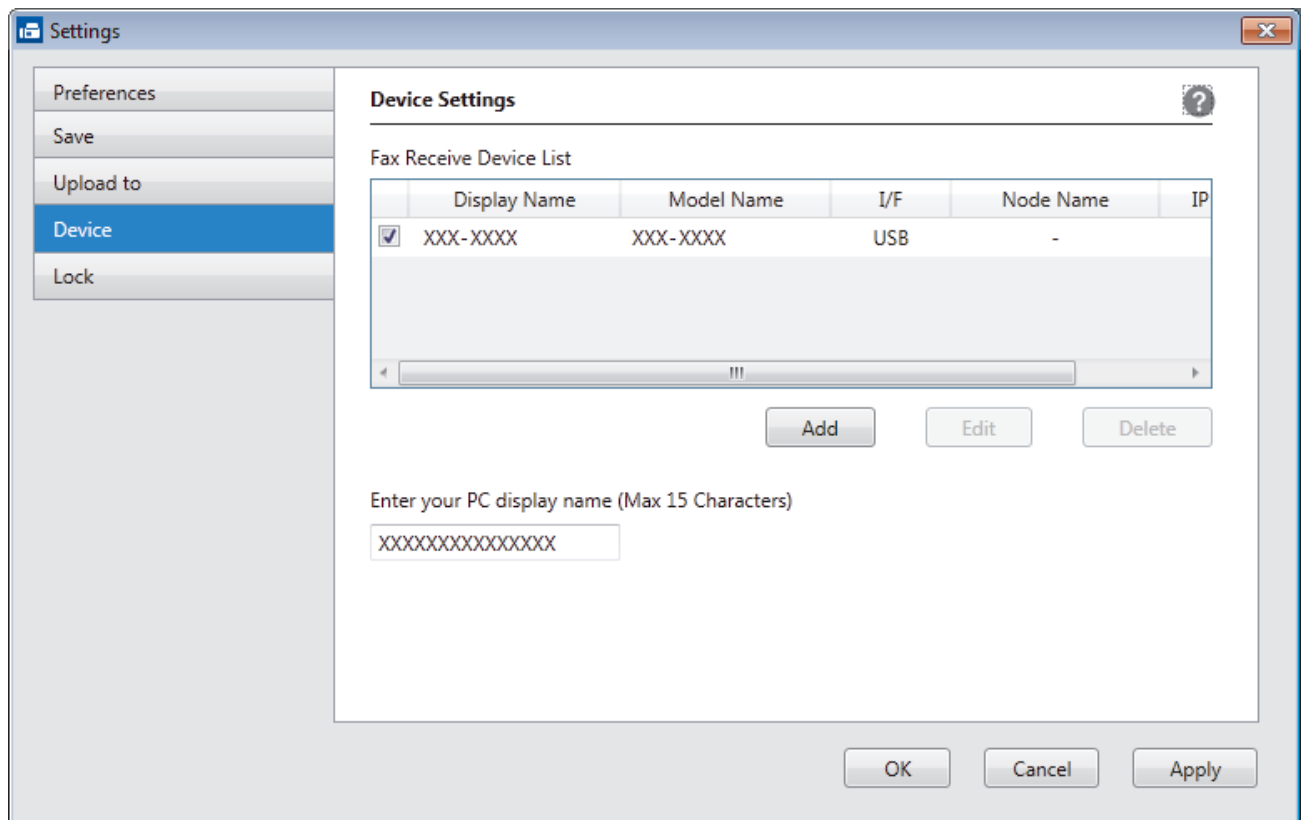 Settings
Preferences
Save
Upload to
Device
Lock
Device Settings
?
Fax Receive Device List
Display Name Model Name I/F Node Name IP
XXX-XXXX XXX-XXXX USB -
Add Edit Delete
Enter your PC display name (Max 15 Characters)
XXXXXXXXXXXXXXX
OK Cancel Apply